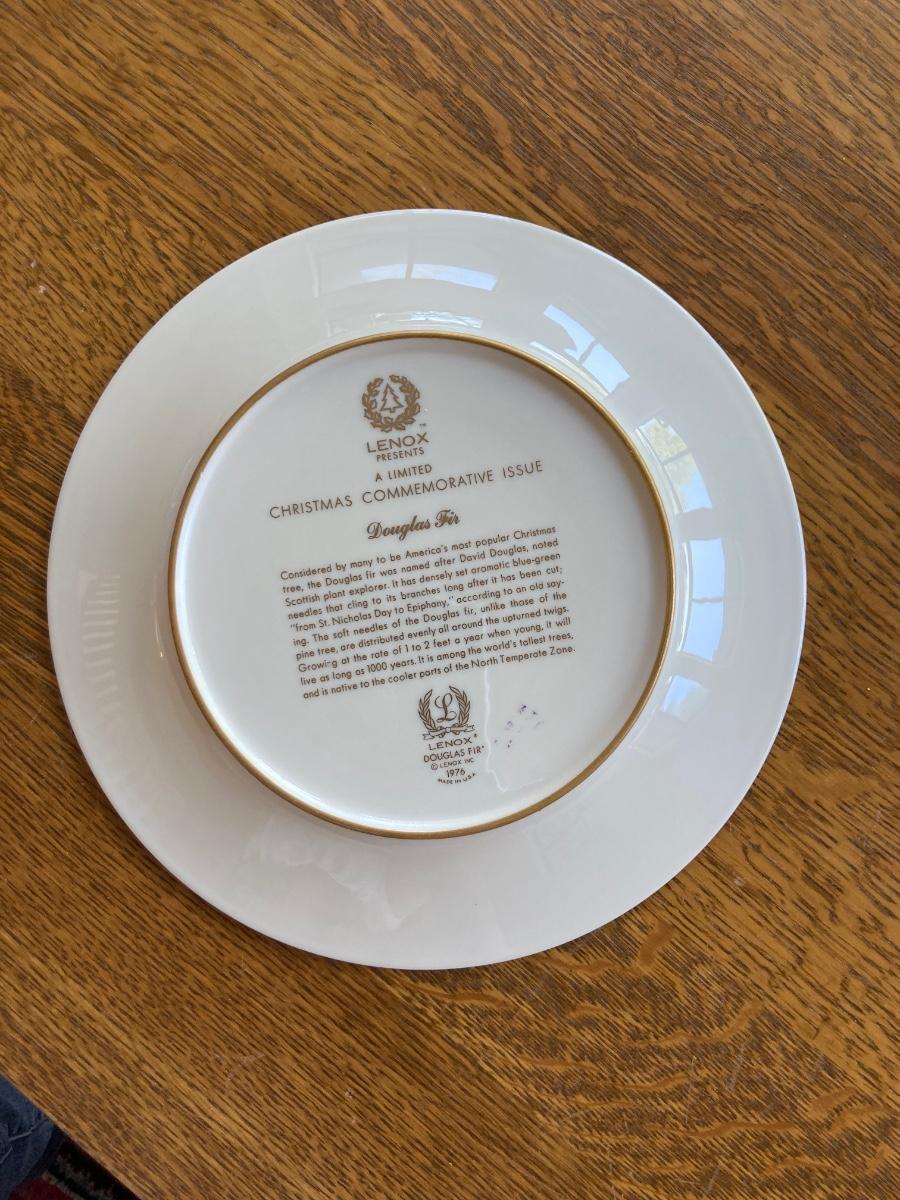 ™
LENOX
PRESENTS
A LIMITED
CHRISTMAS COMMEMORATIVE ISSUE
Douglas Fir
Considered by many to be America's most popular Christmas
tree, the Douglas fir was named after David Douglas, noted
Scottish plant explorer. It has densely set aromatic blue-green
needles that cling to its branches long after it has been cut;
"from St. Nicholas Day to Epiphany," according to an old say-
ing. The soft needles of the Douglas fir, unlike those of the
pine tree, are distributed evenly all around the upturned twigs.
Growing at the rate of 1 to 2 feet a year when young, it will
live as long as 1000 years. It is among the world's tallest trees,
and is native to the cooler parts of the North Temperate Zone.
L
LENOX®
DOUGLAS FIR®
© LENOX INC
1976
MADE IN U.S.A.